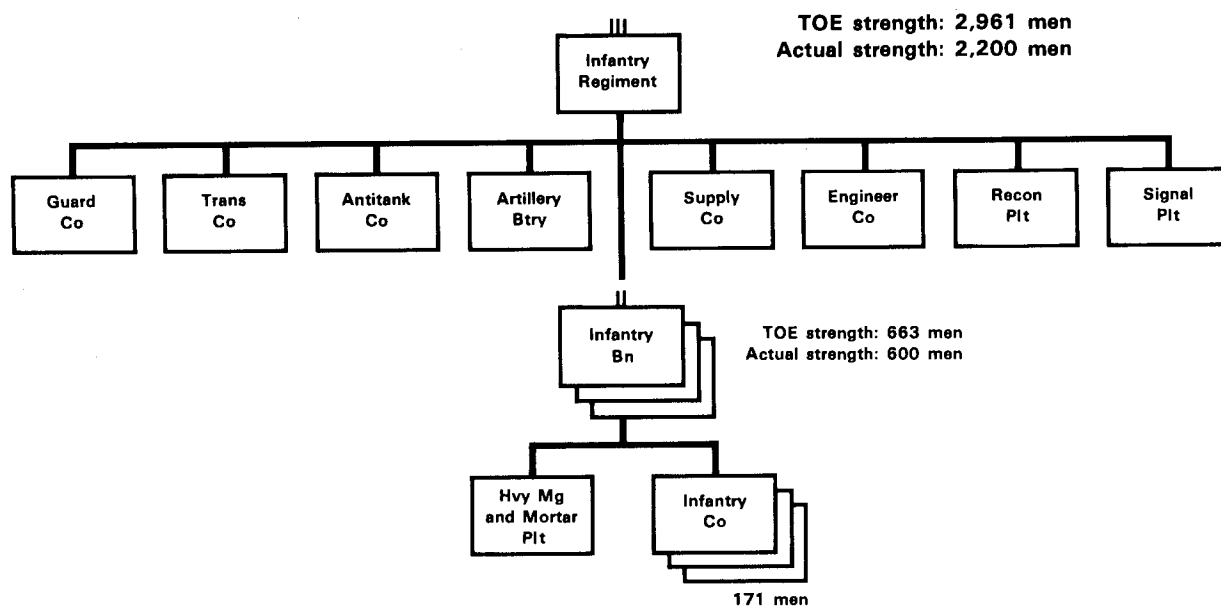 TOE strength: 2,961 men
Actual strength: 2,200 men
Infantry
Regiment
Guard
Co
Trans
Co
Antitank
Co
Artillery
Btry
Supply
Co
Engineer
Co
Recon
Plt
Signal
Plt
Infantry
Bn
TOE strength: 663 men
Actual strength: 600 men
Hvy Mg
and Mortar
Plt
Infantry
Co
171 men